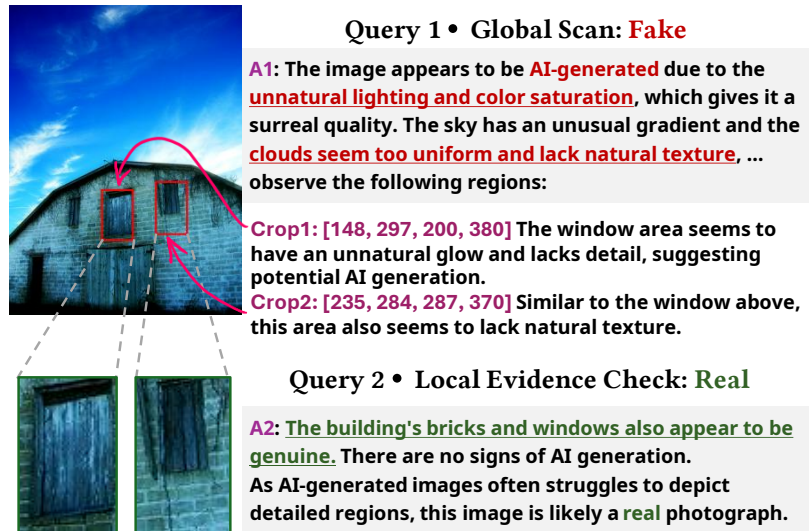 Query 1 • Global Scan: Fake
A1: The image appears to be AI-generated due to the
unnatural lighting and color saturation, which gives it a
surreal quality. The sky has an unusual gradient and the
clouds seem too uniform and lack natural texture, ...
observe the following regions:
Crop1: [148, 297, 200, 380] The window area seems to
have an unnatural glow and lacks detail, suggesting
potential AI generation.
Crop2: [235, 284, 287, 370] Similar to the window above,
this area also seems to lack natural texture.
Query 2 • Local Evidence Check: Real
A2: The building's bricks and windows also appear to be
genuine. There are no signs of AI generation.
As AI-generated images often struggles to depict
detailed regions, this image is likely a real photograph.